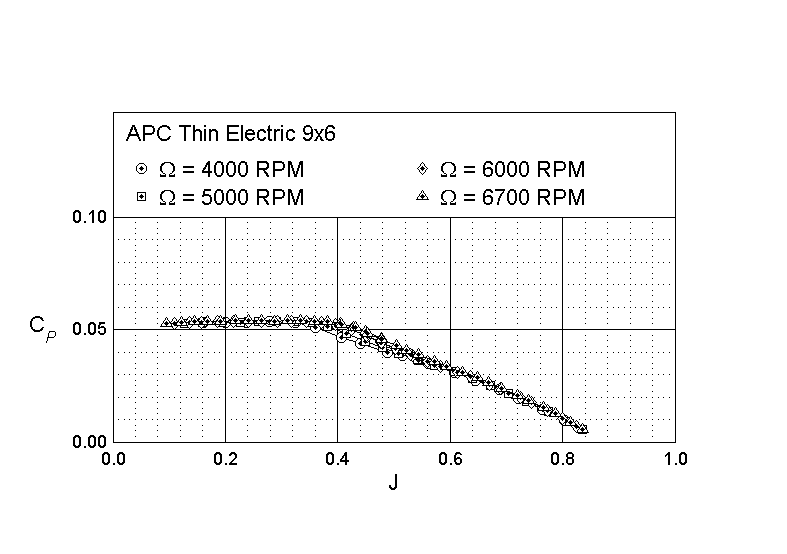 APC Thin Electric 9x6
Ω = 4000 RPM
Ω = 6000 RPM
Ω = 5000 RPM
Ω = 6700 RPM
0.10
0.05
0.00
C_P
0.0 0.2 0.4 0.6 0.8 1.0
J